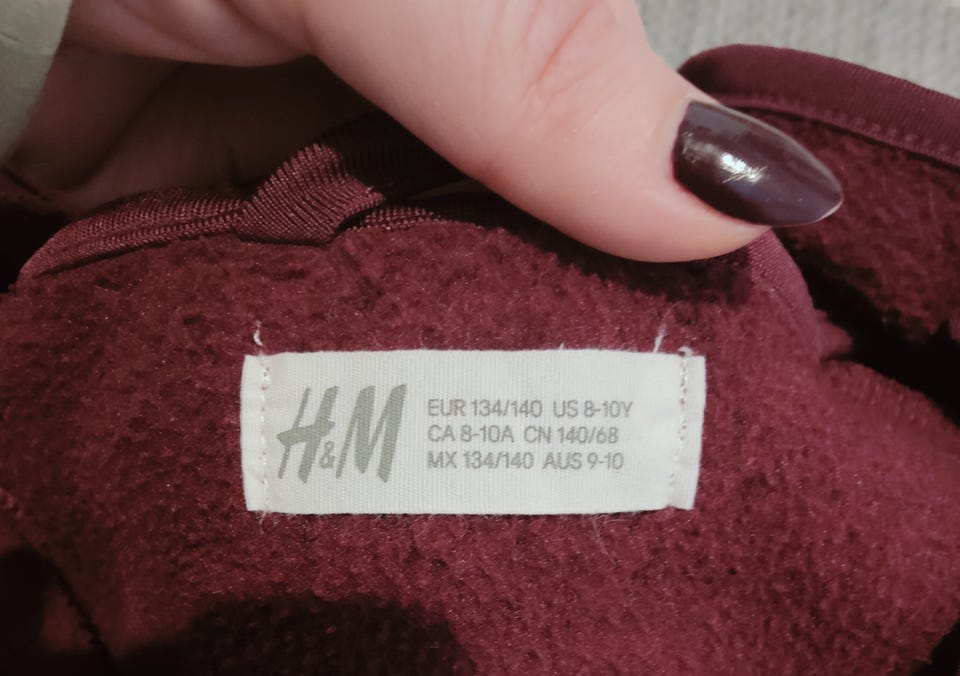 H&M
EUR 134/140 US 8-10Y
CA 8-10A CN 140/68
MX 134/140 AUS 9-10